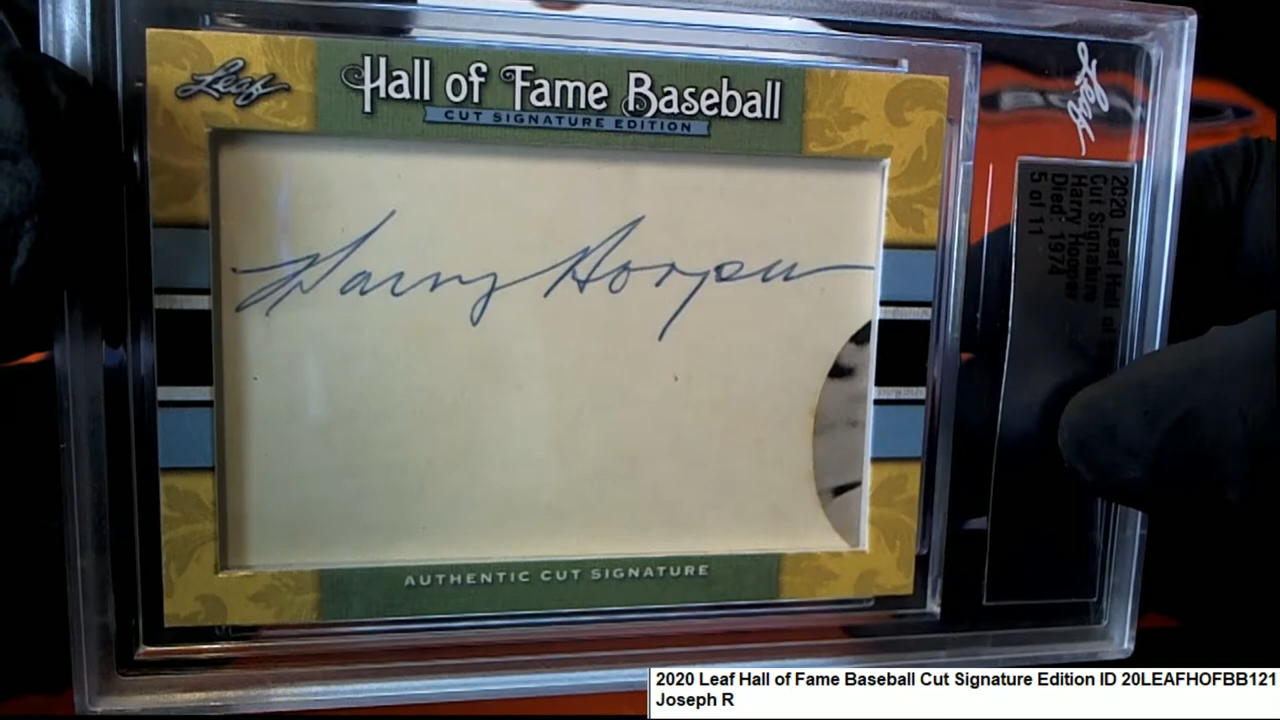 Leaf
Hall of Fame Baseball
CUT SIGNATURE EDITION
Harry Hooper
AUTHENTIC CUT SIGNATURE
Leaf
2020 Leaf Hall of
Cut Signature
Harry Hooper
Died: 1974
5 of 11
2020 Leaf Hall of Fame Baseball Cut Signature Edition ID 20LEAFHOFBB121
Joseph R